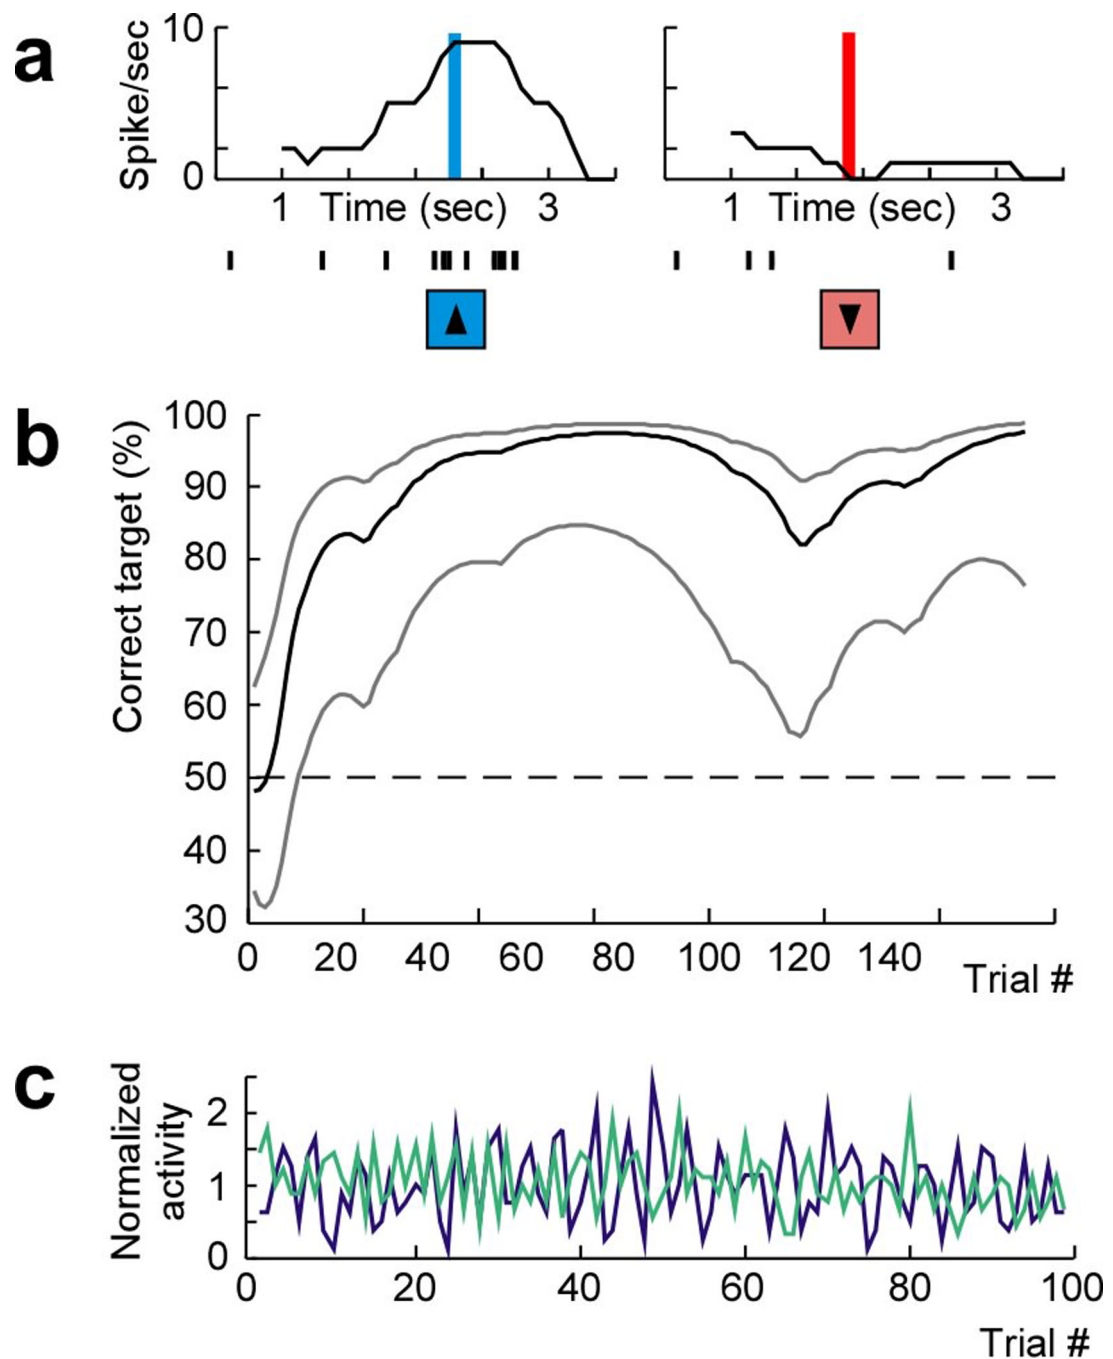 a
Spike/sec
10
0
1 Time (sec) 3
1 Time (sec) 3
b
Correct target (%)
100
90
80
70
60
50
40
30
0 20 40 60 80 100 120 140
Trial #
c
Normalized
activity
2
1
0
0 20 40 60 80 100
Trial #